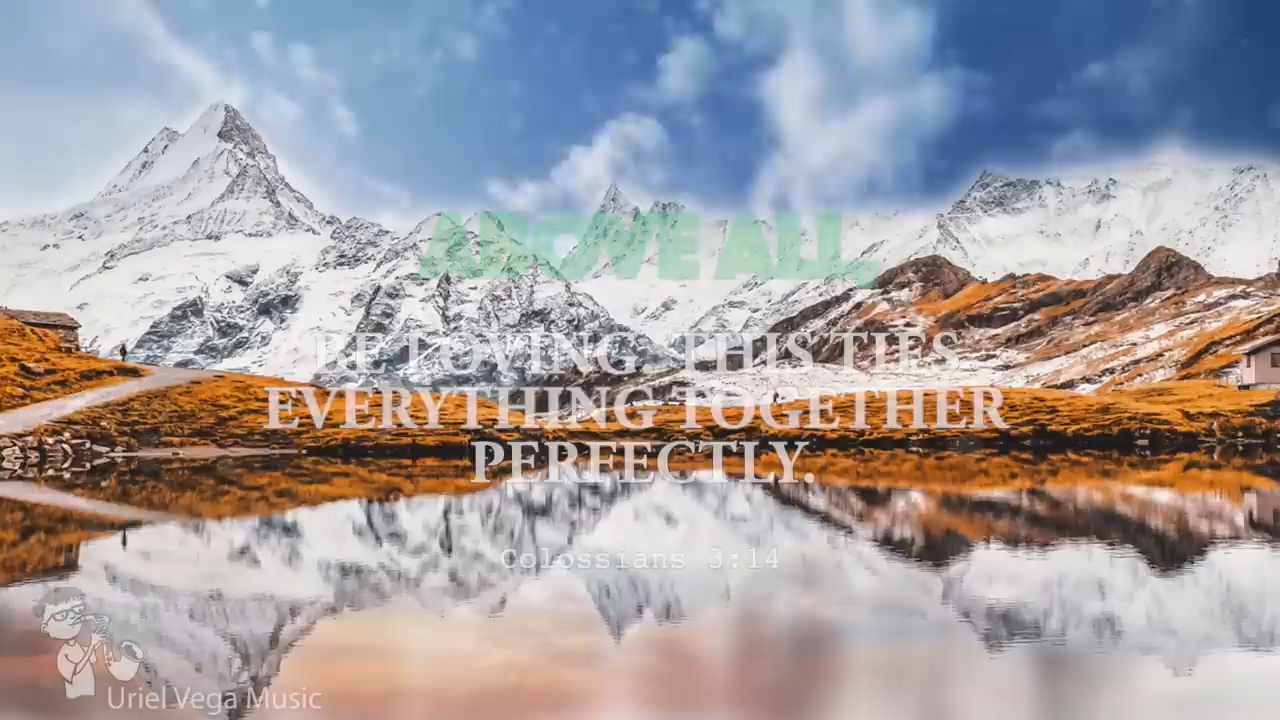 ABOVE ALL,
BE LOVING. THIS TIES
EVERYTHING TOGETHER
PERFECTLY.
Colossians 3:14
Uriel Vega Music